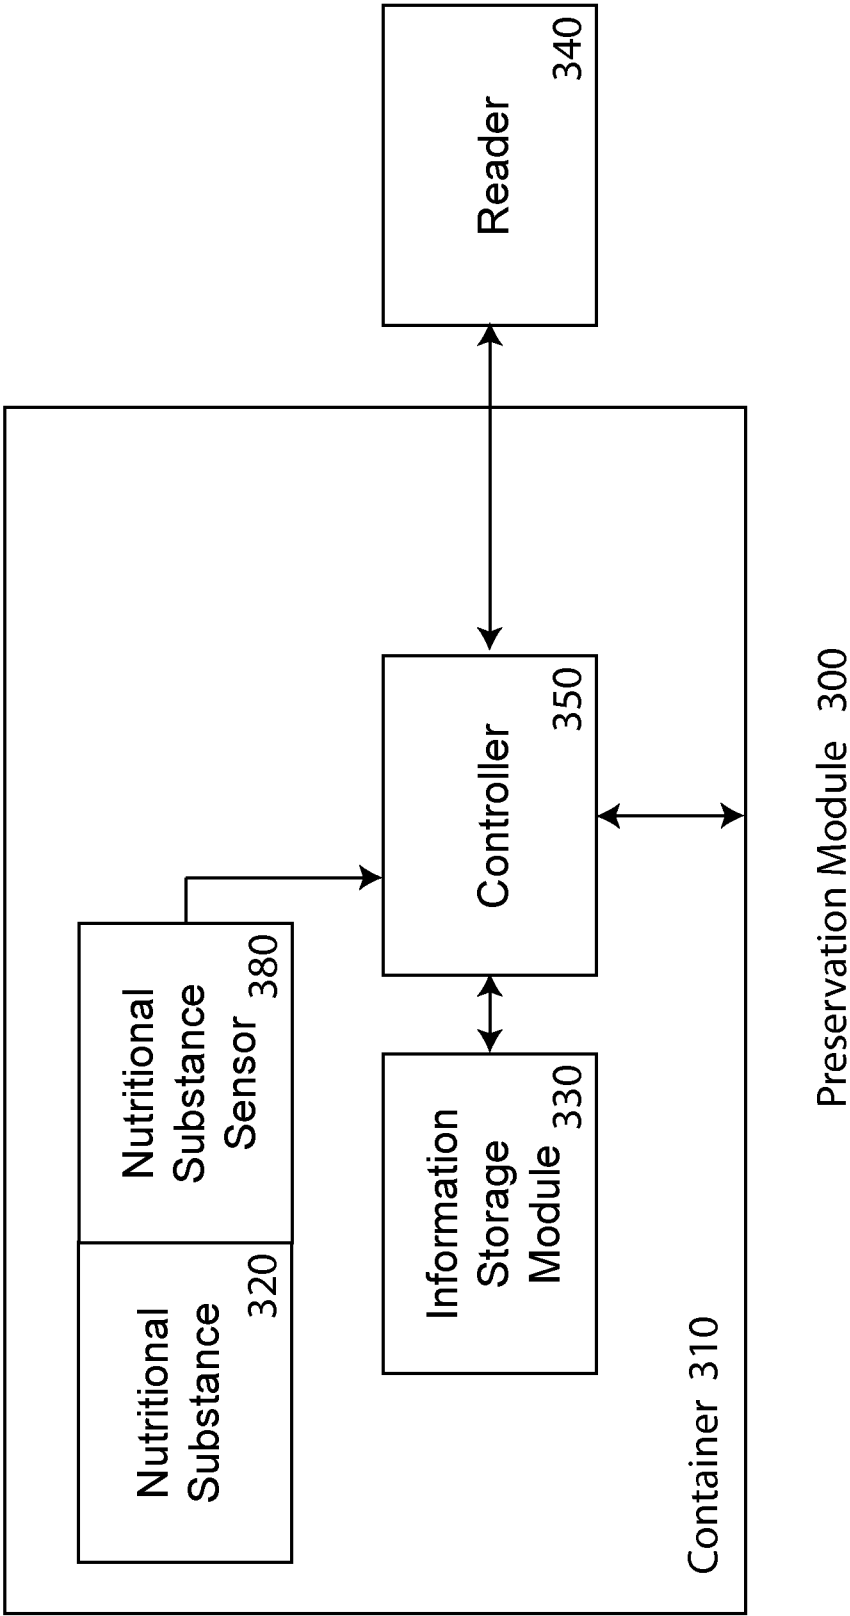 Nutritional
Substance
320
Nutritional
Substance
Sensor
380
Information
Storage
Module
330
Controller
350
Reader
340
Container 310
Preservation Module 300